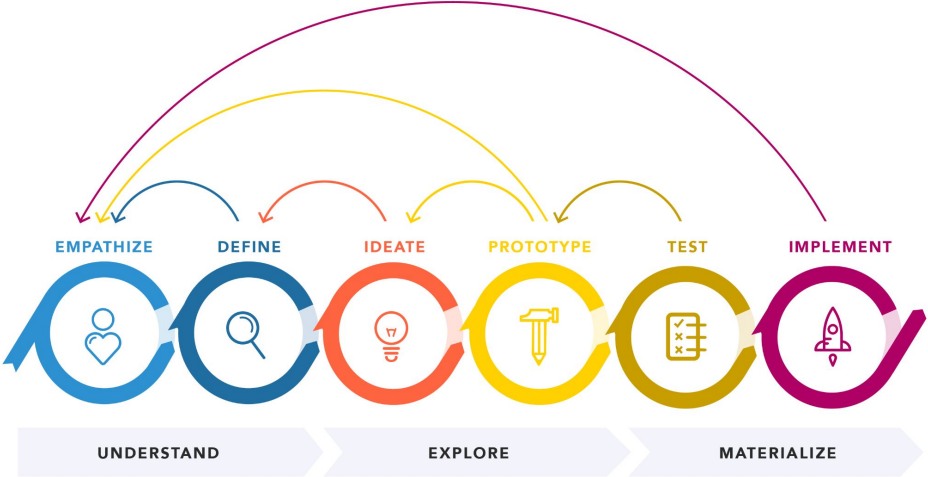 EMPATHIZE
DEFINE
IDEATE
PROTOTYPE
TEST
IMPLEMENT
UNDERSTAND
EXPLORE
MATERIALIZE